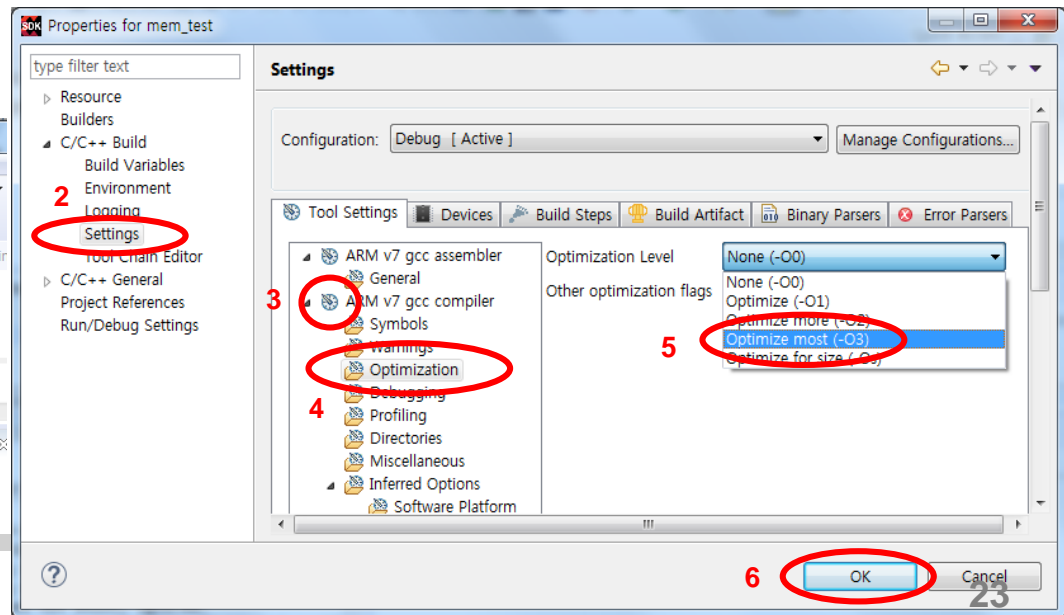 SDK Properties for mem_test
type filter text
Resource
Builders
C/C++ Build
Build Variables
Environment
2
Logging
Settings
Tool Chain Editor
C/C++ General
Project References
Run/Debug Settings
Settings
Configuration: Debug [ Active ] Manage Configurations...
Tool Settings Devices Build Steps Build Artifact Binary Parsers Error Parsers
ARM v7 gcc assembler
General
3 ARM v7 gcc compiler
Symbols
Warnings
Optimization
4 Debugging
Profiling
Directories
Miscellaneous
Inferred Options
Software Platform
Optimization Level None (-O0)
Other optimization flags
None (-O0)
Optimize (-O1)
Optimize more (-O2)
5 Optimize most (-O3)
Optimize for size (-Os)
?
6 OK Cancel
23